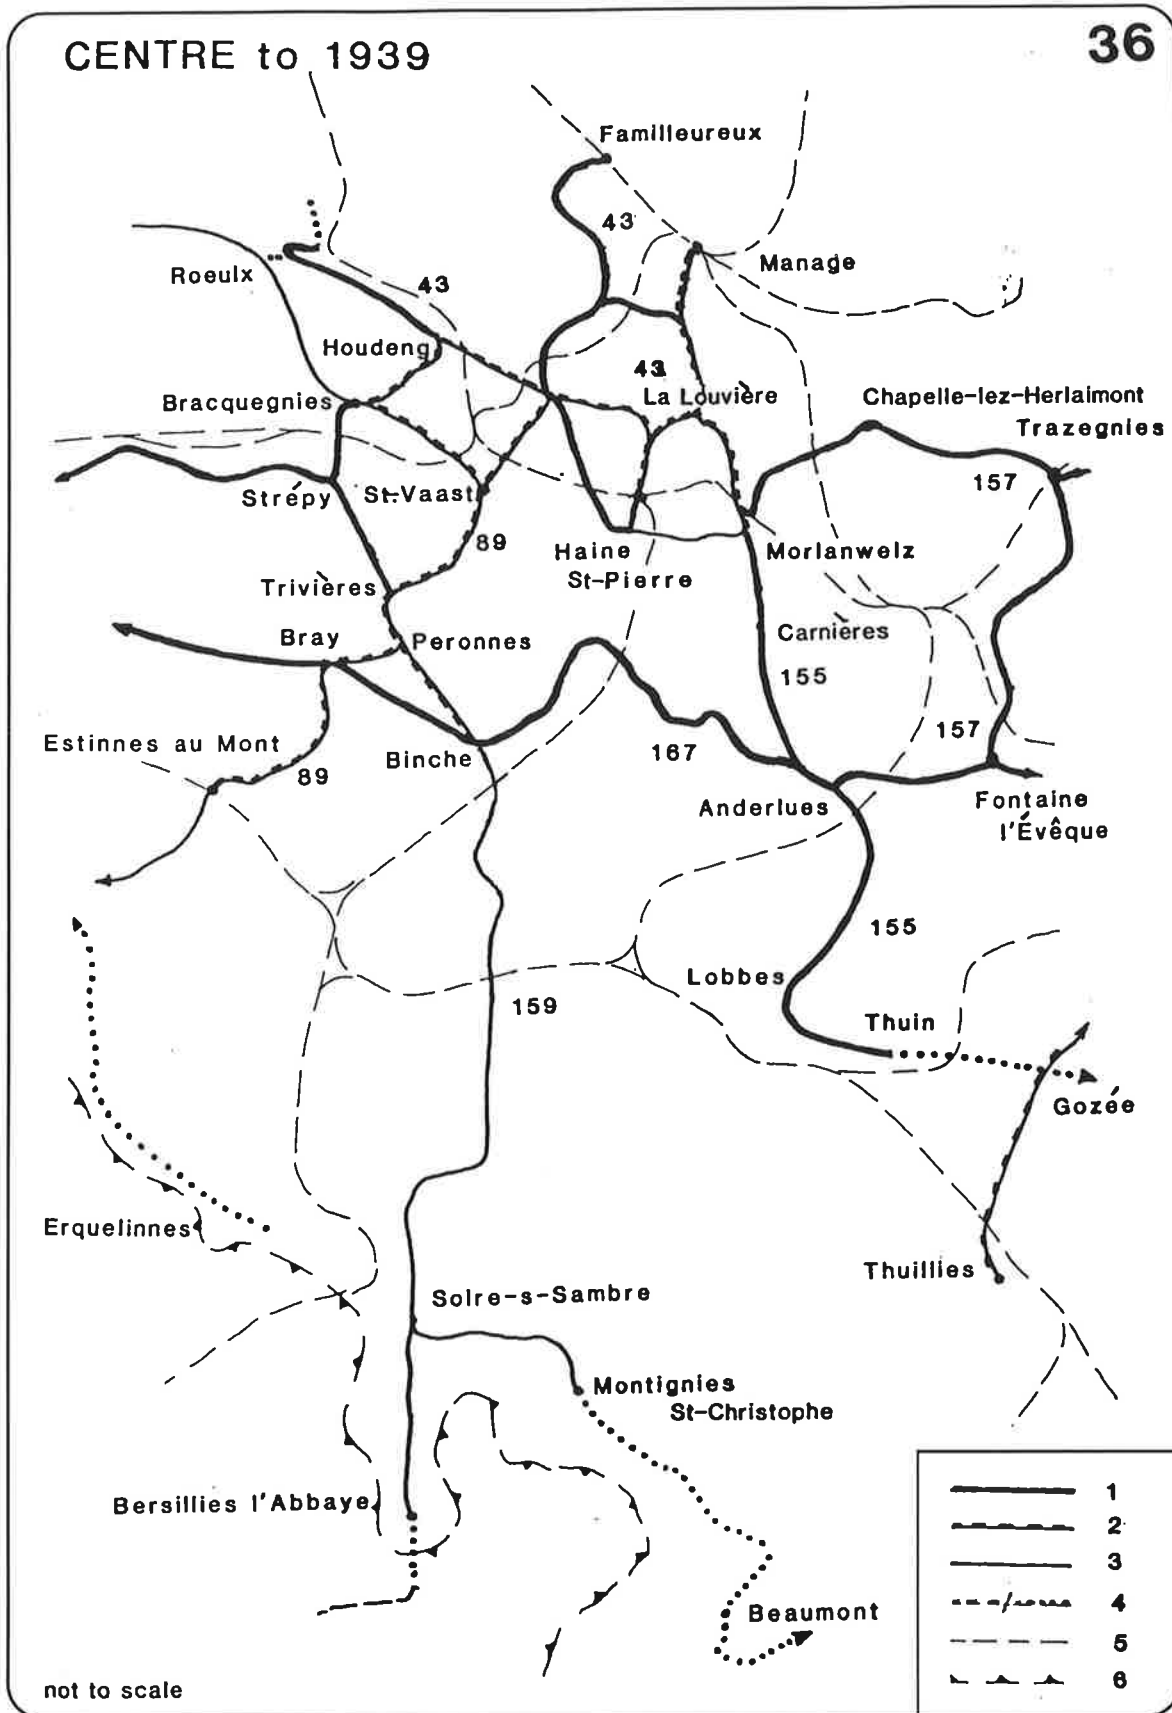 CENTRE to 1939
36
Familleureux
43
Manage
Roeulx
43
Houdeng
43
La Louvière
Bracquegnies
Chapelle-lez-Herlaimont
Trazegnies
157
Strépy
St-Vaast
89
Haine
St-Pierre
Morlanwelz
Trivières
Bray
Peronnes
Carnières
155
Estinnes au Mont
89
Binche
167
157
Anderlues
Fontaine
l'Évêque
155
Lobbes
159
Thuin
Gozée
Erquelinnes
Thuillies
Solre-s-Sambre
Montignies
St-Christophe
Bersillies l'Abbaye
Beaumont
1
2
3
4
5
6
not to scale